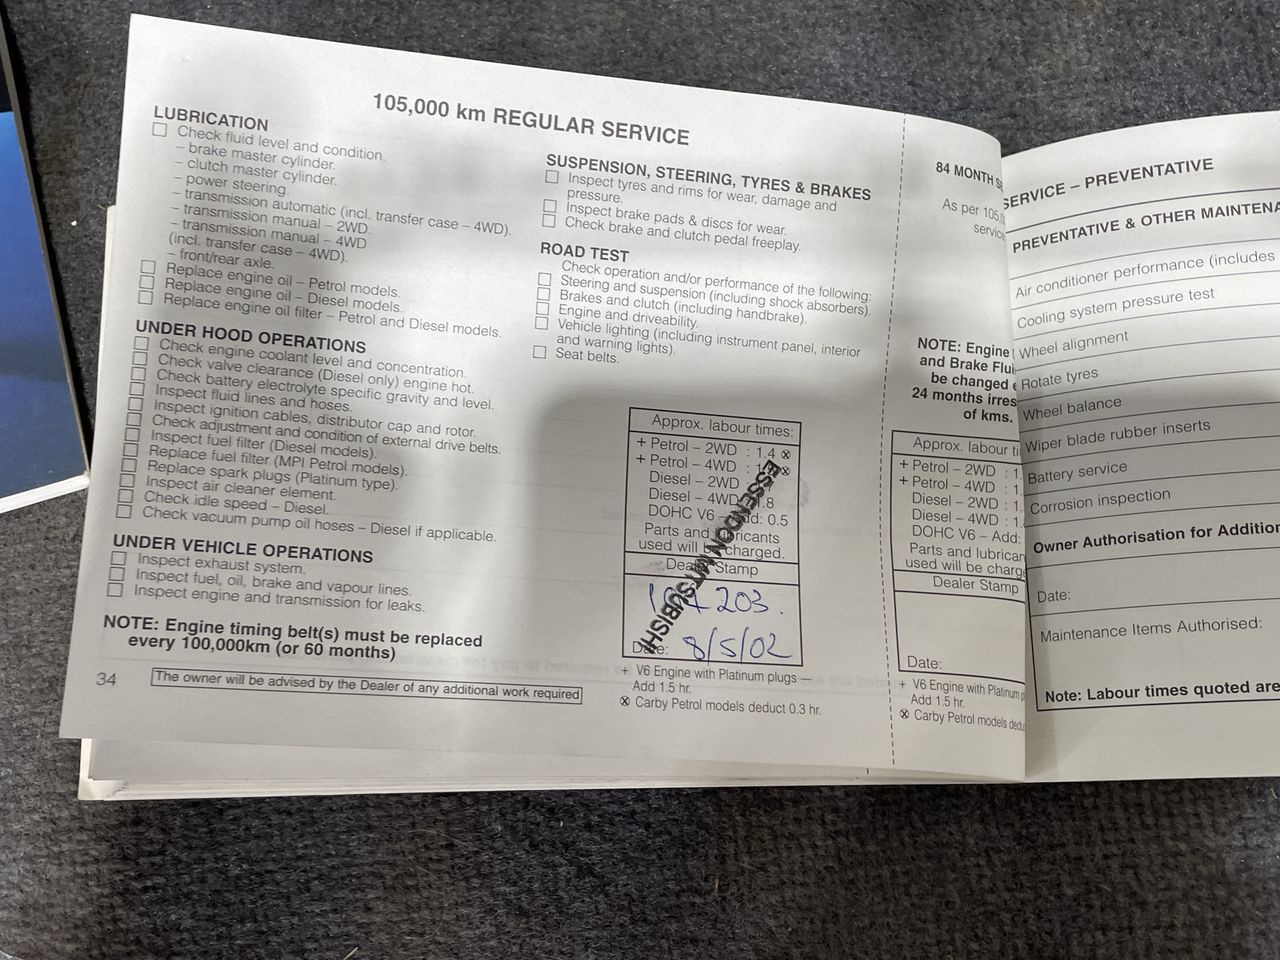 105,000 km REGULAR SERVICE
LUBRICATION
Check fluid level and condition.
– brake master cylinder.
– clutch master cylinder.
– power steering.
– transmission automatic (incl. transfer case – 4WD).
– transmission manual – 2WD.
– transmission manual – 4WD
(incl. transfer case – 4WD).
– front/rear axle.
Replace engine oil – Petrol models.
Replace engine oil – Diesel models.
Replace engine oil filter – Petrol and Diesel models.
UNDER HOOD OPERATIONS
Check engine coolant level and concentration.
Check valve clearance (Diesel only) engine hot.
Check battery electrolyte specific gravity and level.
Inspect fluid lines and hoses.
Inspect ignition cables, distributor cap and rotor.
Check adjustment and condition of external drive belts.
Inspect fuel filter (Diesel models).
Replace fuel filter (MPI Petrol models).
Replace spark plugs (Platinum type).
Inspect air cleaner element.
Check idle speed – Diesel.
Check vacuum pump oil hoses – Diesel if applicable.
UNDER VEHICLE OPERATIONS
Inspect exhaust system.
Inspect fuel, oil, brake and vapour lines.
Inspect engine and transmission for leaks.
NOTE: Engine timing belt(s) must be replaced
every 100,000km (or 60 months)
34
The owner will be advised by the Dealer of any additional work required
SUSPENSION, STEERING, TYRES & BRAKES
Inspect tyres and rims for wear, damage and
pressure.
Inspect brake pads & discs for wear.
Check brake and clutch pedal freeplay.
ROAD TEST
Check operation and/or performance of the following:
Steering and suspension (including shock absorbers).
Brakes and clutch (including handbrake).
Engine and driveability.
Vehicle lighting (including instrument panel, interior
and warning lights).
Seat belts.
Approx. labour times:
+ Petrol – 2WD : 1.4 ⊗
+ Petrol – 4WD :
Diesel – 2WD
Diesel – 4WD
DOHC V6 – Add: 0.5
Parts and lubricants
used will be charged.
Dealer Stamp
ESSENDON MITSUBISHI
203.
Date: 8/5/02
+ V6 Engine with Platinum plugs —
Add 1.5 hr.
⊗ Carby Petrol models deduct 0.3 hr.
84 MONTH
As per 105,
service
NOTE: Engine
and Brake
be changed
24 months
of kms.
Approx. labour
+ Petrol – 2WD : 1.
+ Petrol – 4WD : 1.
Diesel – 2WD : 1.
Diesel – 4WD : 1.
DOHC V6 – Add:
Parts and
used will be
Dealer Stamp
Date:
+ V6 Engine with Platinum
Add 1.5 hr.
⊗ Carby Petrol models
SERVICE – PREVENTATIVE
PREVENTATIVE & OTHER
Air conditioner performance (includes
Cooling system pressure test
Wheel alignment
Rotate tyres
Wheel balance
Wiper blade rubber inserts
Battery service
Corrosion inspection
Owner Authorisation for
Date:
Maintenance Items Authorised:
Note: Labour times quoted are